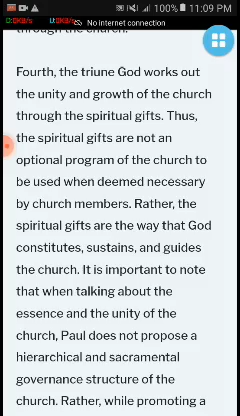 100% 11:09 PM
D:0KB/s U:0KB/s No internet connection
through the church.
Fourth, the triune God works out
the unity and growth of the church
through the spiritual gifts. Thus,
the spiritual gifts are not an
optional program of the church to
be used when deemed necessary
by church members. Rather, the
spiritual gifts are the way that God
constitutes, sustains, and guides
the church. It is important to note
that when talking about the
essence and the unity of the
church, Paul does not propose a
hierarchical and sacramental
governance structure of the
church. Rather, while promoting a